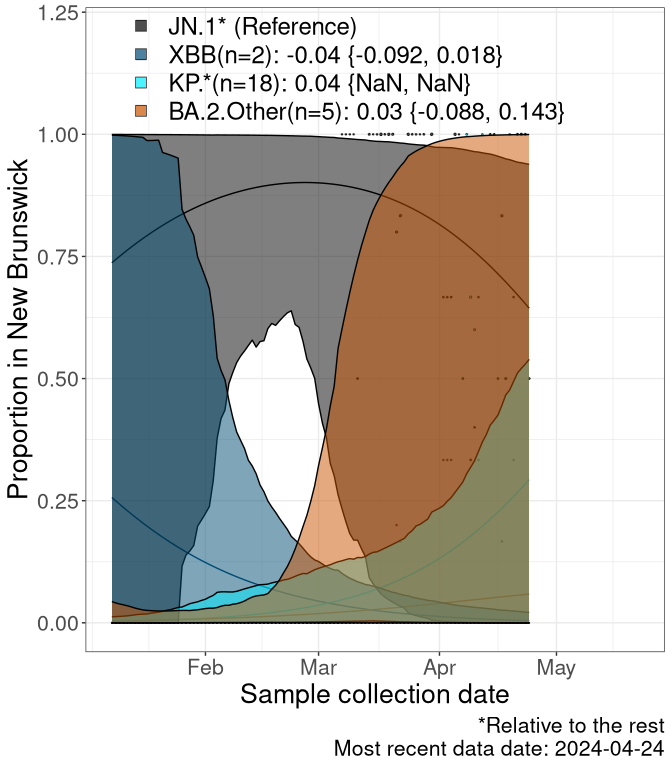 JN.1* (Reference)
XBB(n=2): -0.04 {-0.092, 0.018}
KP.*(n=18): 0.04 {NaN, NaN}
BA.2.Other(n=5): 0.03 {-0.088, 0.143}
Proportion in New Brunswick
1.25
1.00
0.75
0.50
0.25
0.00
Feb Mar Apr May
Sample collection date
*Relative to the rest
Most recent data date: 2024-04-24